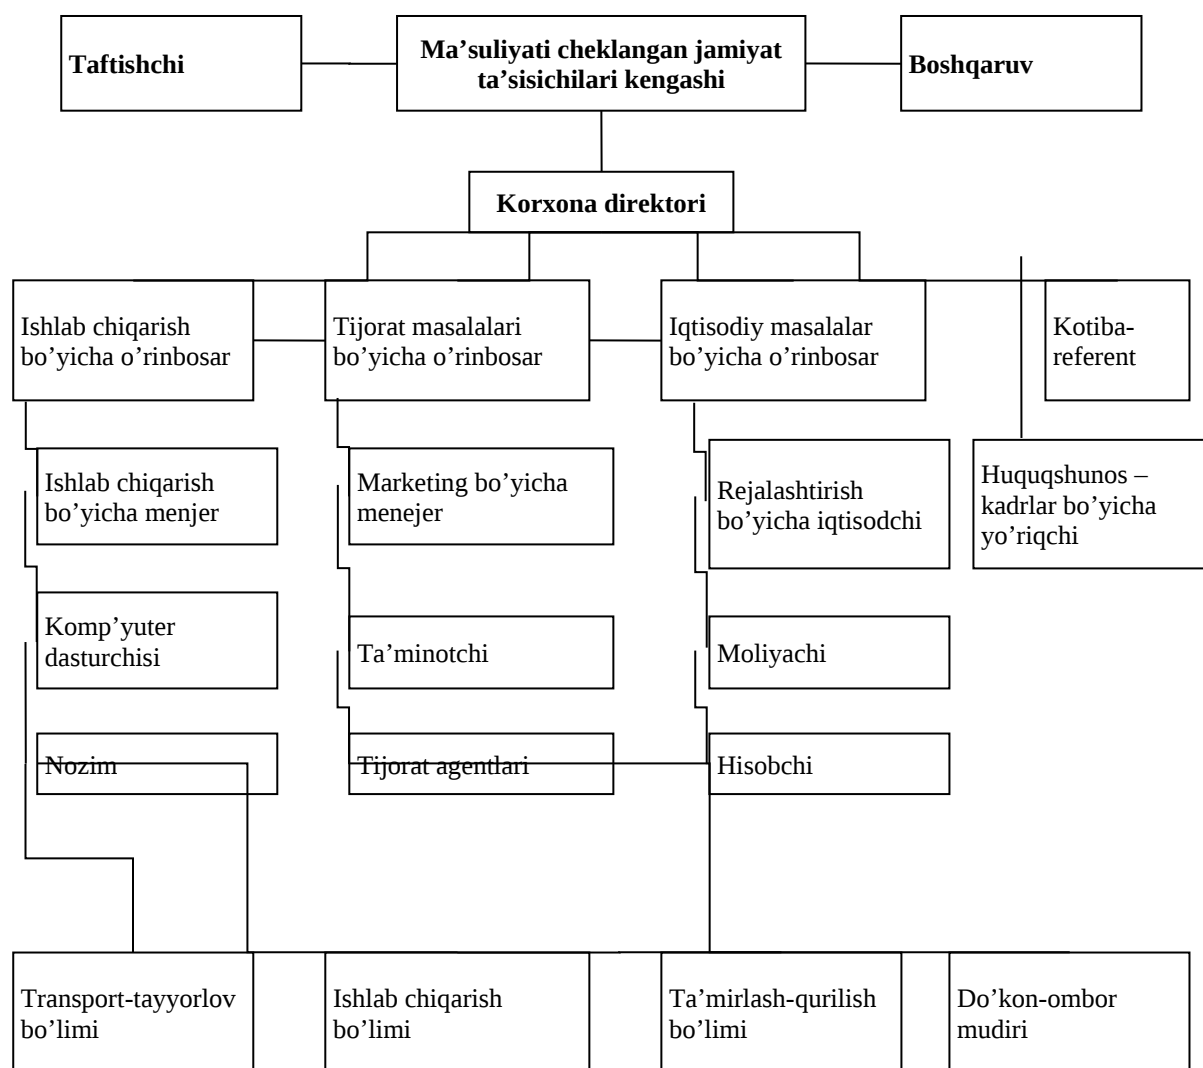 Taftishchi
Ma’suliyati cheklangan jamiyat
ta’sisichilari kengashi
Boshqaruv
Korxona direktori
Ishlab chiqarish
bo’yicha o’rinbosar
Tijorat masalalari
bo’yicha o’rinbosar
Iqtisodiy masalalar
bo’yicha o’rinbosar
Kotiba-
referent
Ishlab chiqarish
bo’yicha menjer
Marketing bo’yicha
menejer
Rejalashtirish
bo’yicha iqtisodchi
Huquqshunos –
kadrlar bo’yicha
yo’riqchi
Komp’yuter
dasturchisi
Ta’minotchi
Moliyachi
Nozim
Tijorat agentlari
Hisobchi
Transport-tayyorlov
bo’limi
Ishlab chiqarish
bo’limi
Ta’mirlash-qurilish
bo’limi
Do’kon-ombor
mudiri